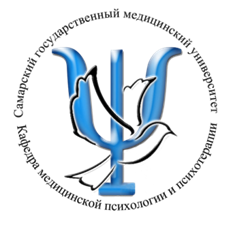 Самарский государственный медицинский университет
Кафедра медицинской психологии и психотерапии